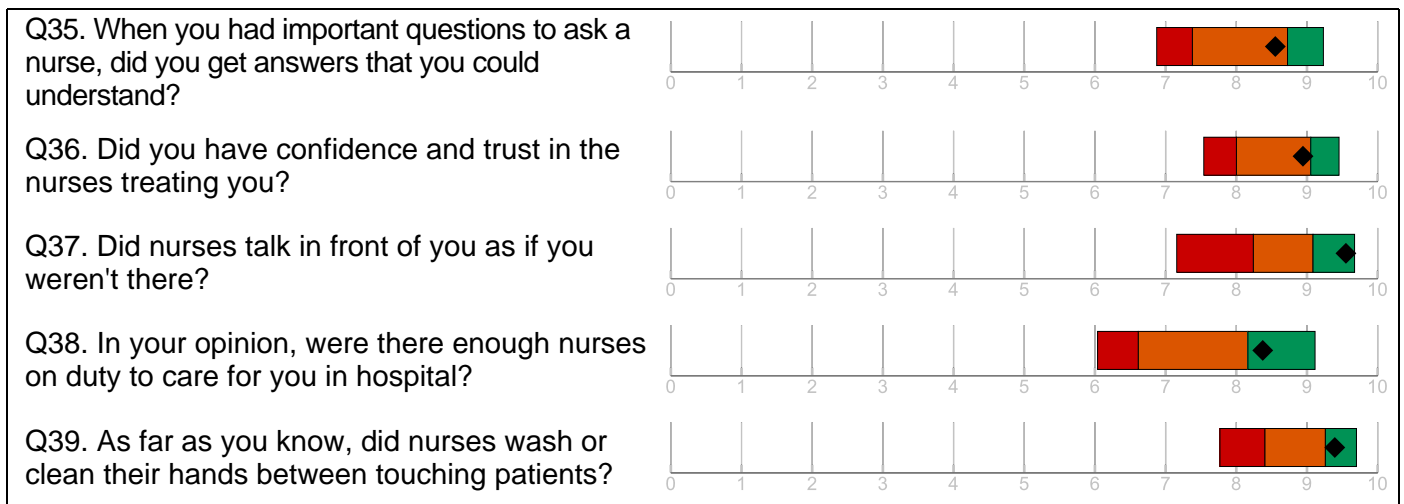 Q35. When you had important questions to ask a
nurse, did you get answers that you could
understand?
0 1 2 3 4 5 6 7 8 9 10
Q36. Did you have confidence and trust in the
nurses treating you?
0 1 2 3 4 5 6 7 8 9 10
Q37. Did nurses talk in front of you as if you
weren't there?
0 1 2 3 4 5 6 7 8 9 10
Q38. In your opinion, were there enough nurses
on duty to care for you in hospital?
0 1 2 3 4 5 6 7 8 9 10
Q39. As far as you know, did nurses wash or
clean their hands between touching patients?
0 1 2 3 4 5 6 7 8 9 10